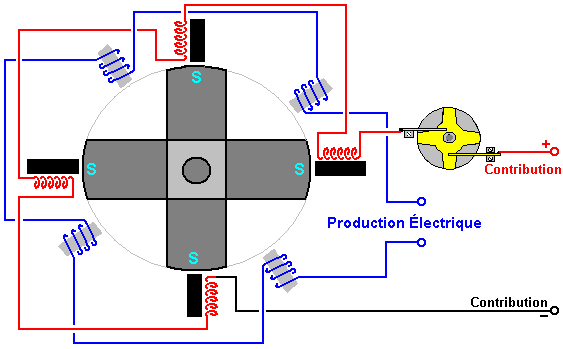 S
S
S
S
+
Contribution
Production Électrique
Contribution
−